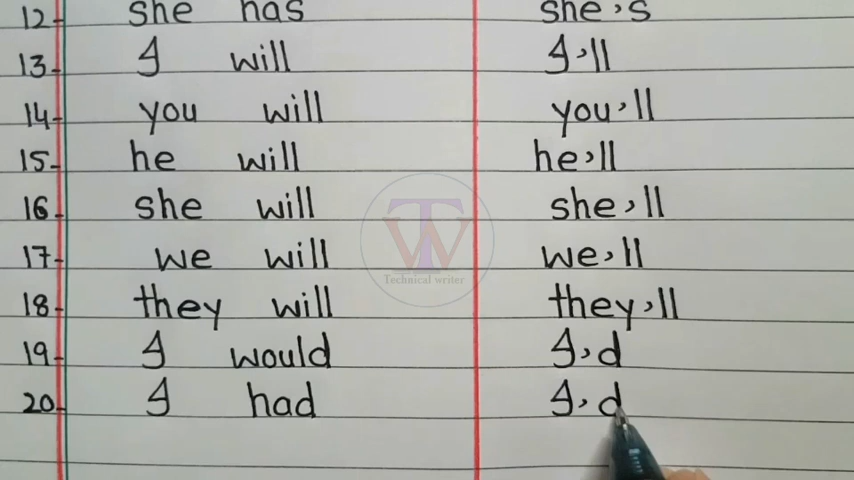 12 she has she's
13 I will I'll
14 you will you'll
15 he will he'll
16 she will she'll
17 we will we'll
18 they will they'll
19 I would I'd
20 I had I'd
TW
Technical writer